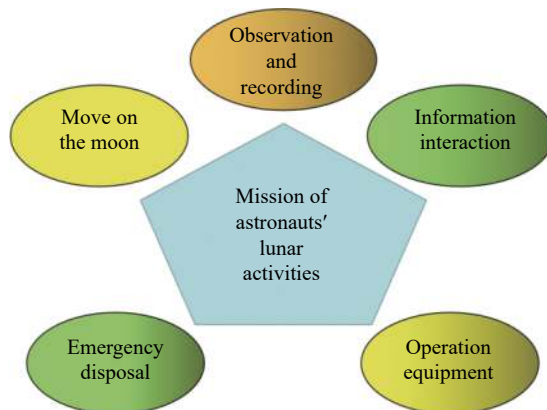 Observation
and
recording
Move on
the moon
Information
interaction
Mission of
astronauts′
lunar
activities
Emergency
disposal
Operation
equipment